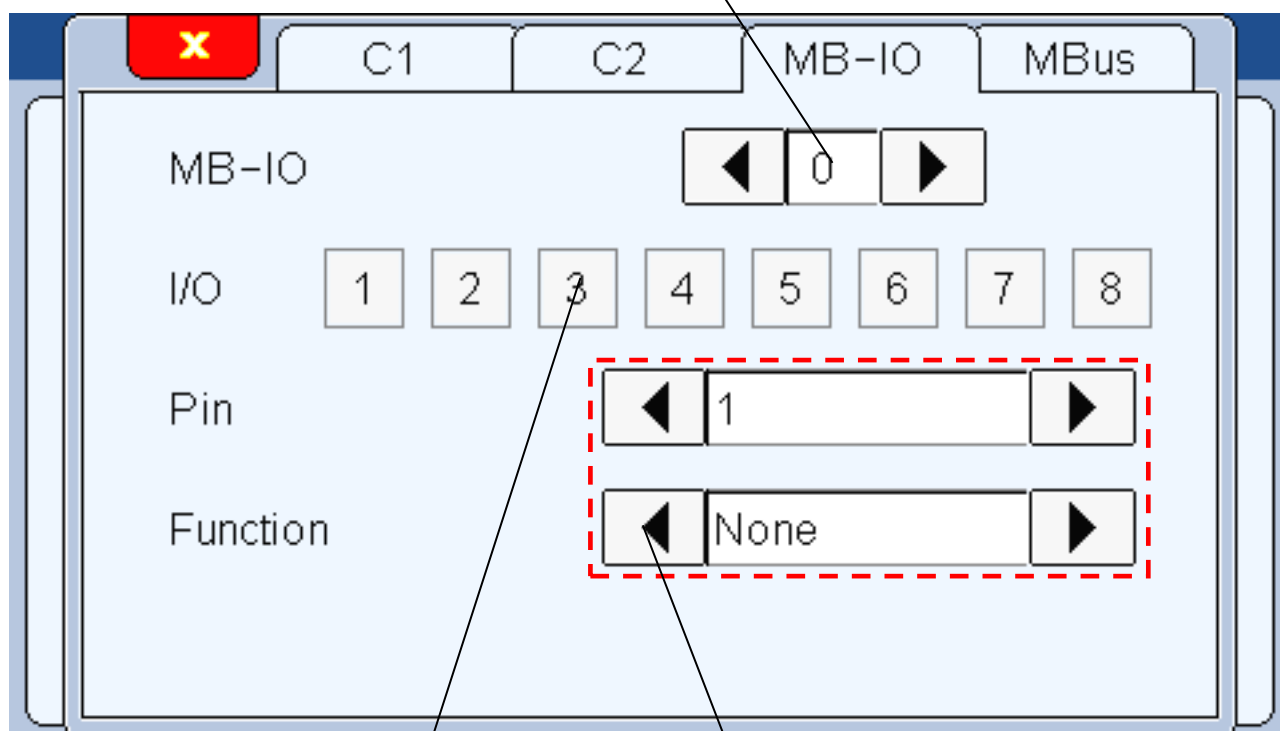 x C1 C2 MB-IO MBus
MB-IO 0
I/O 1 2 3 4 5 6 7 8
Pin 1
Function None